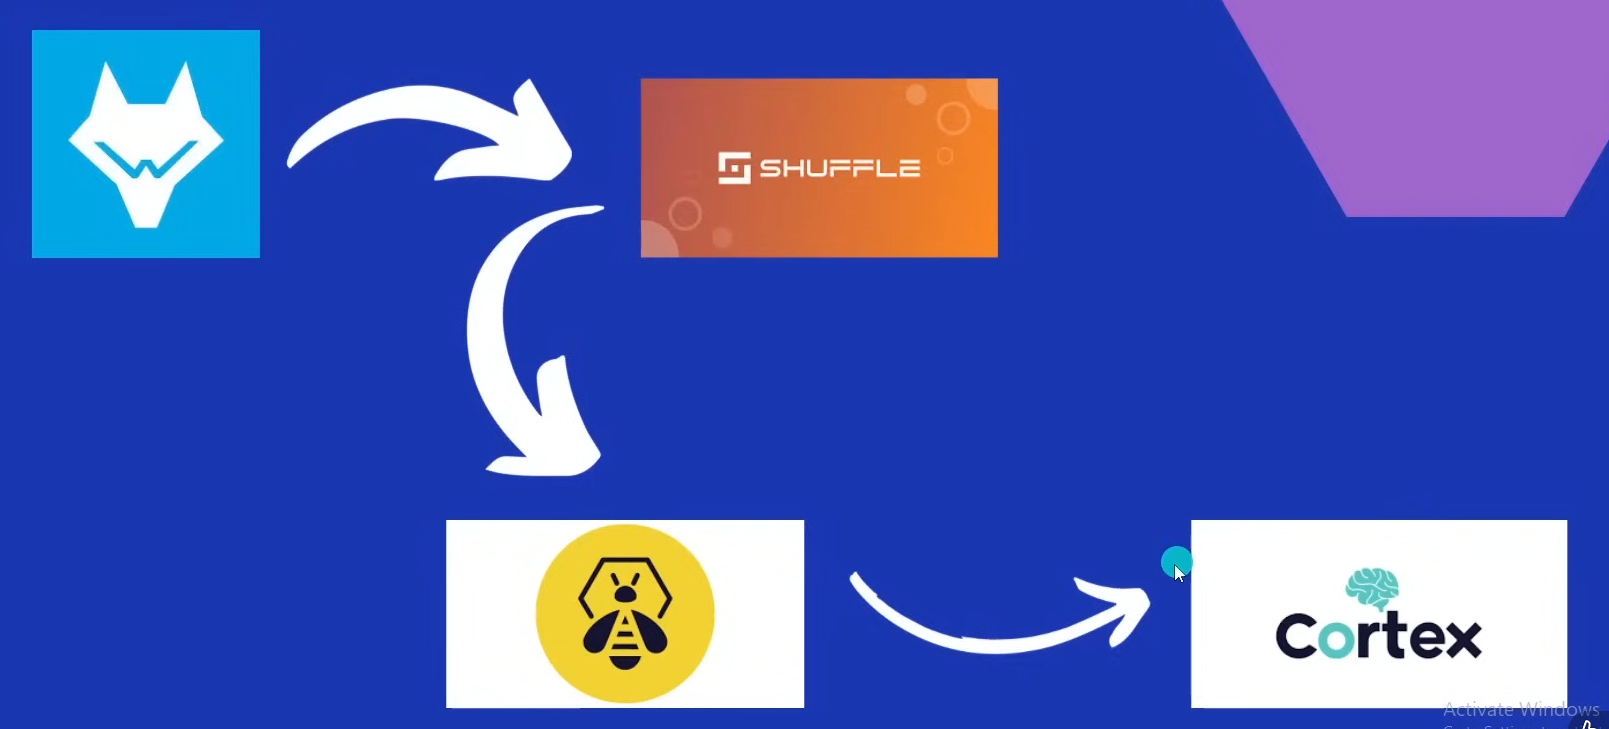 SHUFFLE
Cortex
Activate Windows